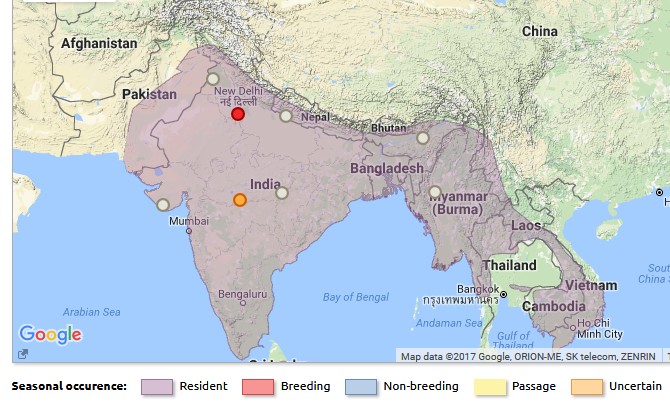 China
Afghanistan
Pakistan
New Delhi
नई दिल्ली
Nepal
Bhutan
Bangladesh
India
Myanmar
(Burma)
Mumbai
Laos
Thailand
Vietnam
Bengaluru
Bay of Bengal
Bangkok
กรุงเทพมหานคร
Cambodia
Arabian Sea
Andaman Sea
Ho Chi
Minh City
Gulf of
Thailand
South
China S
Google
Map data ©2017 Google, ORION-ME, SK telecom, ZENRIN
Seasonal occurence: Resident Breeding Non-breeding Passage Uncertain